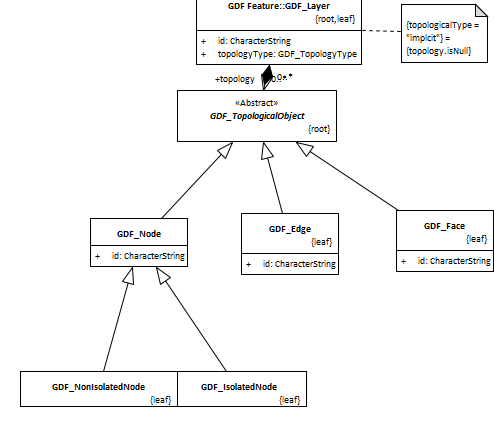 GDF Feature::GDF_Layer
{root,leaf}
+ id: CharacterString
+ topologyType: GDF_TopologyType
{topologicalType =
"implcit"} =
{topology.isNull}
+topology
«Abstract»
GDF_TopologicalObject
{root}
GDF_Node
+ id: CharacterString
GDF_Edge
{leaf}
+ id: CharacterString
GDF_Face
{leaf}
+ id: CharacterString
GDF_NonIsolatedNode
{leaf}
GDF_IsolatedNode
{leaf}